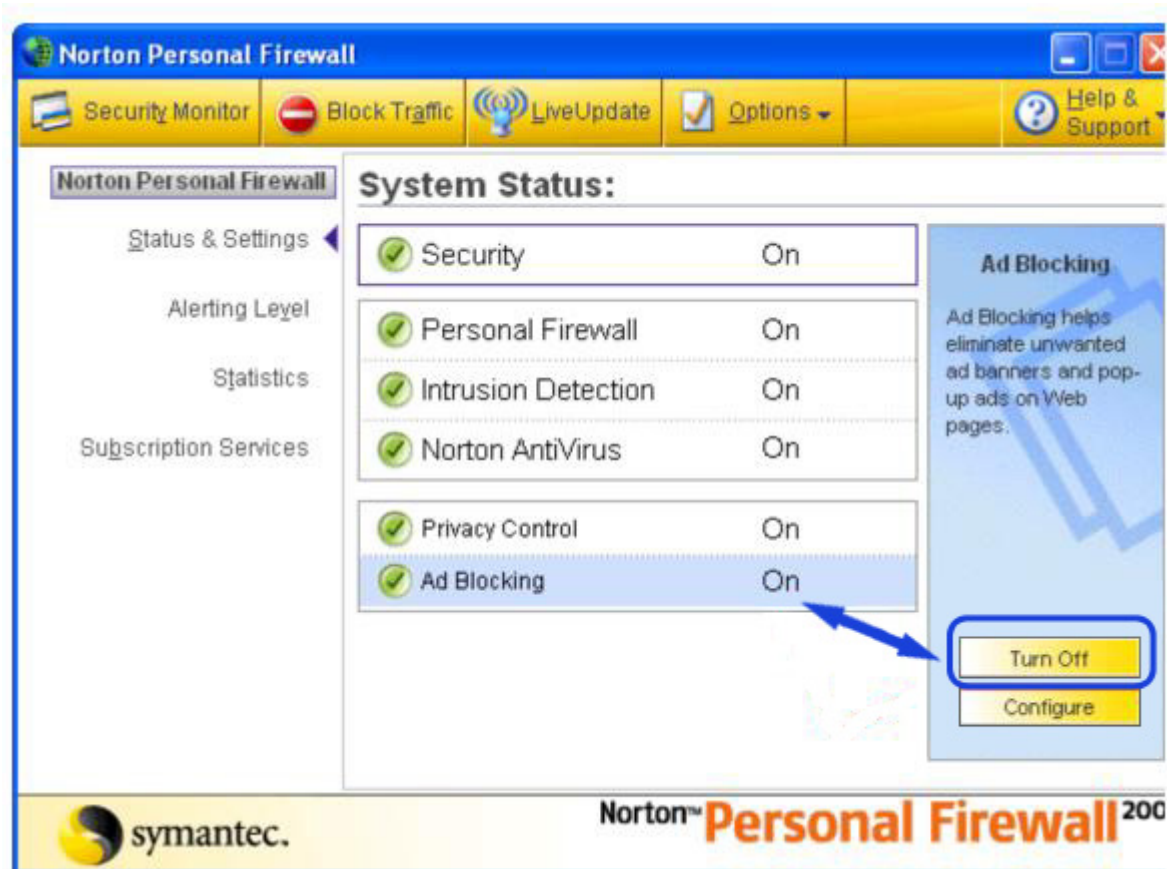 Norton Personal Firewall
Security Monitor
Block Traffic
LiveUpdate
Options
Help &
Support
Norton Personal Firewall
Status & Settings
Alerting Level
Statistics
Subscription Services
System Status:
Security On
Personal Firewall On
Intrusion Detection On
Norton AntiVirus On
Privacy Control On
Ad Blocking On
Ad Blocking
Ad Blocking helps
eliminate unwanted
ad banners and pop-
up ads on Web
pages.
Turn Off
Configure
symantec.
Norton™ Personal Firewall 200